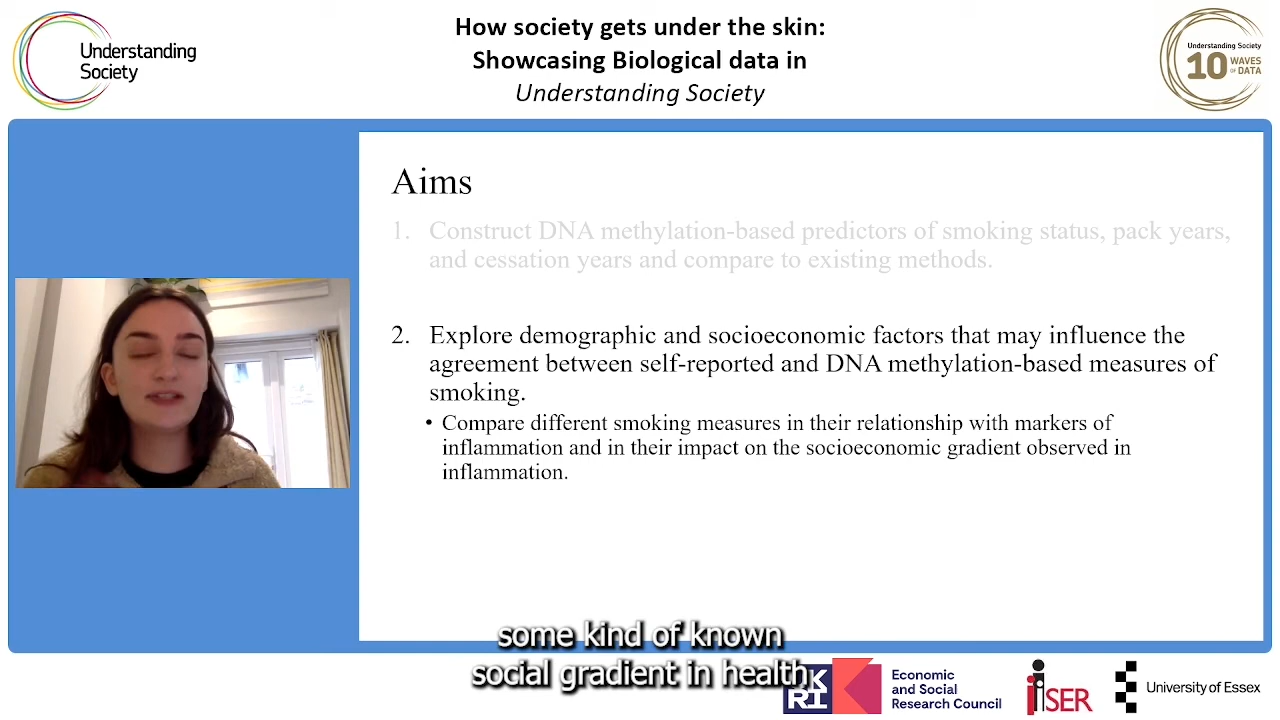 Understanding
Society
How society gets under the skin:
Showcasing Biological data in
Understanding Society
Understanding Society
10 WAVES OF DATA
Aims
1. Construct DNA methylation-based predictors of smoking status, pack years,
and cessation years and compare to existing methods.
2. Explore demographic and socioeconomic factors that may influence the
agreement between self-reported and DNA methylation-based measures of
smoking.
• Compare different smoking measures in their relationship with markers of
inflammation and in their impact on the socioeconomic gradient observed in
inflammation.
some kind of known
social gradient in health
Economic
and Social
Research Council
iSER
University of Essex